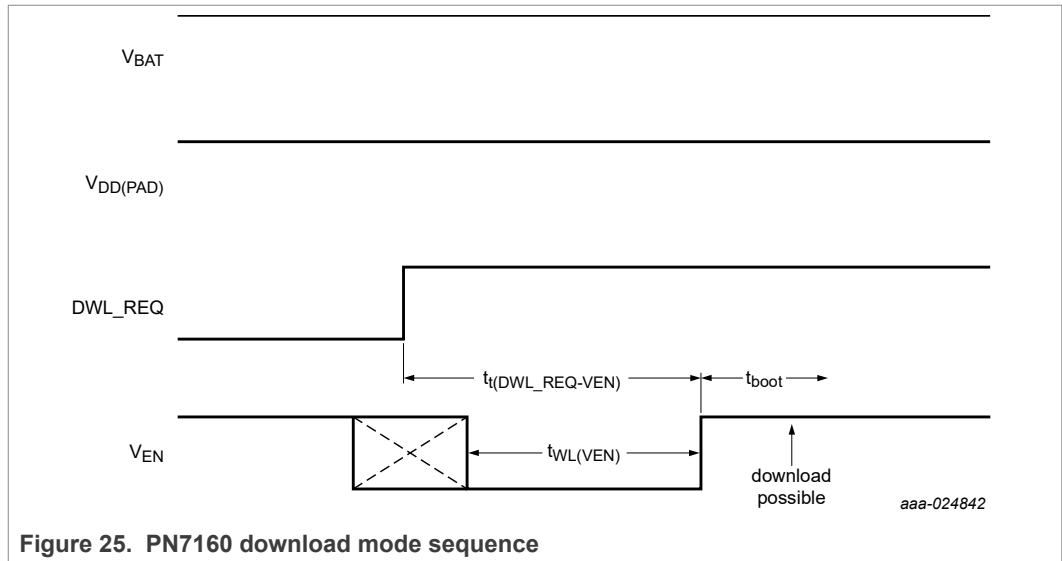 VBAT
VDD(PAD)
DWL_REQ
tt(DWL_REQ-VEN)
tboot
VEN
tWL(VEN)
download
possible
aaa-024842
Figure 25. PN7160 download mode sequence